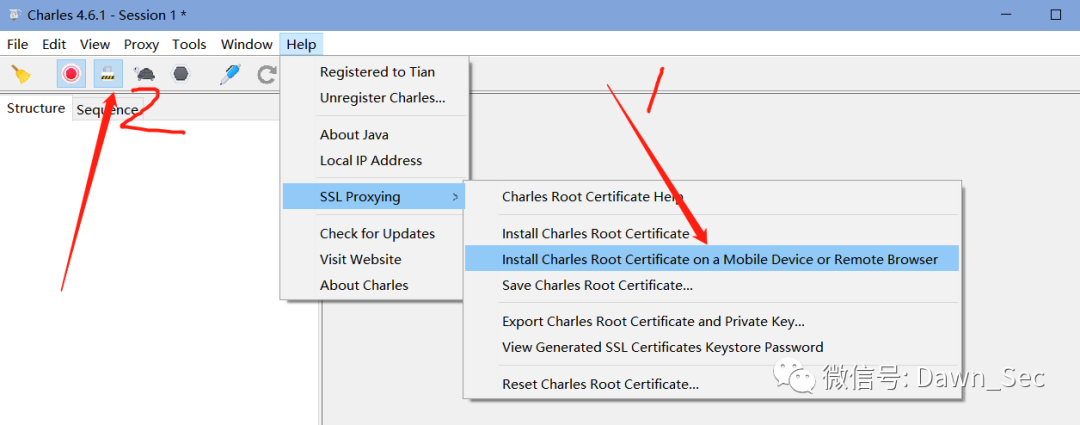 Charles 4.6.1 - Session 1 *
File Edit View Proxy Tools Window Help
Structure Sequence
Registered to Tian
Unregister Charles...
About Java
Local IP Address
SSL Proxying
Check for Updates
Visit Website
About Charles
Charles Root Certificate Help
Install Charles Root Certificate
Install Charles Root Certificate on a Mobile Device or Remote Browser
Save Charles Root Certificate...
Export Charles Root Certificate and Private Key...
View Generated SSL Certificates Keystore Password
Reset Charles Root Certificate...
1
2
微信号: Dawn_Sec